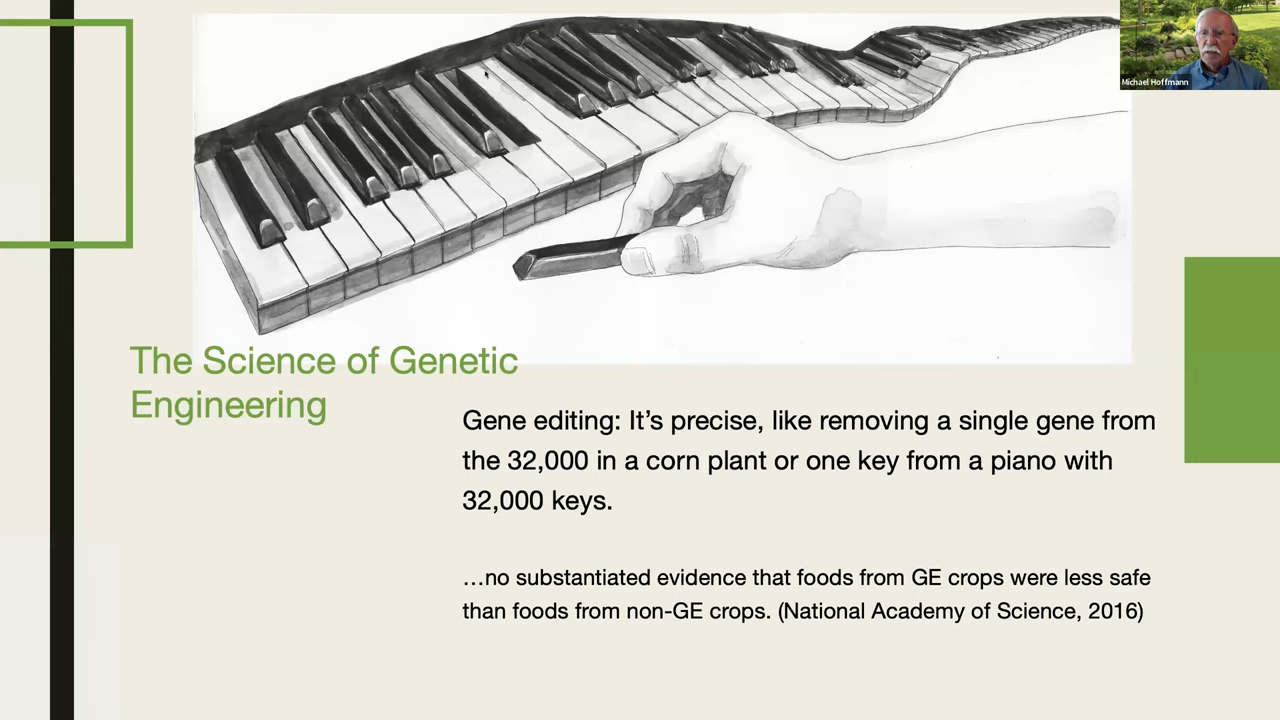 Michael Hoffmann
The Science of Genetic
Engineering
Gene editing: It’s precise, like removing a single gene from
the 32,000 in a corn plant or one key from a piano with
32,000 keys.
…no substantiated evidence that foods from GE crops were less safe
than foods from non-GE crops. (National Academy of Science, 2016)